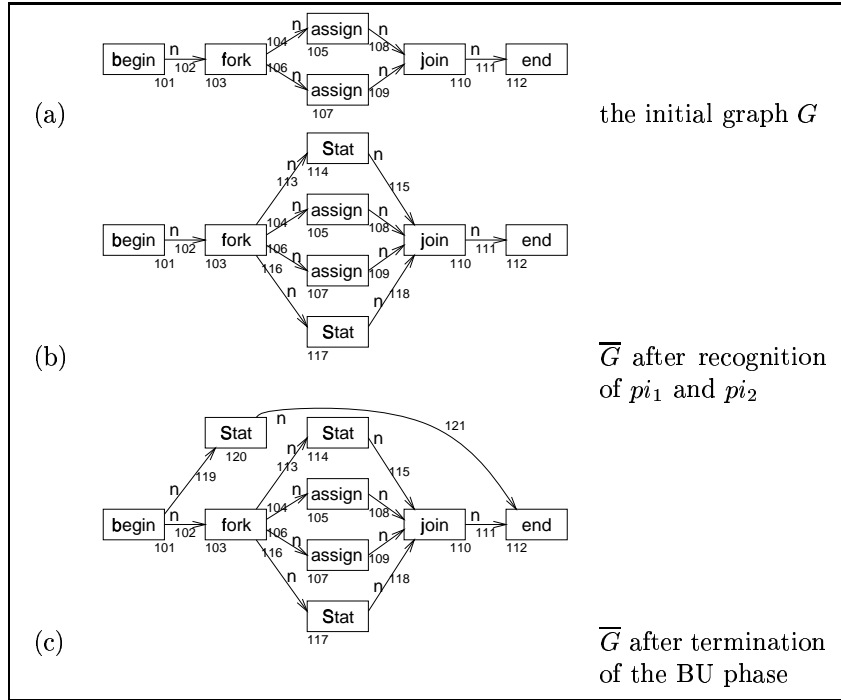 n 104 assign 108 n
105
begin n 102 fork join n 111 end
101 103 106 n assign 109 n 110 112
107
(a) the initial graph G
Stat n
n 113 114 115
104 n assign 108 n
105
begin n 102 fork join n 111 end
101 103 106 n assign 109 n 110 112
116 107 118
n Stat n
117
(b) G after recognition
of pi1 and pi2
n 121
Stat Stat n
120 n 113 114 115
n 119
104 n assign 108 n
105
begin n 102 fork join n 111 end
101 103 106 n assign 109 n 110 112
116 107 118
n Stat n
117
(c) G after termination
of the BU phase